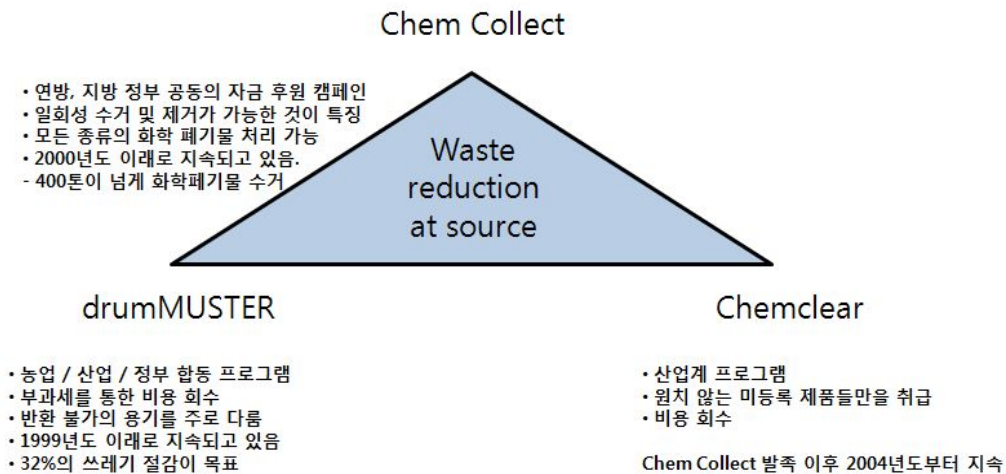 Chem Collect
• 연방, 지방 정부 공동의 자금 후원 캠페인
• 일회성 수거 및 제거가 가능한 것이 특징
• 모든 종류의 화학 폐기물 처리 가능
• 2000년도 이래로 지속되고 있음.
- 400톤이 넘게 화학폐기물 수거
Waste
reduction
at source
drumMUSTER
• 농업 / 산업 / 정부 합동 프로그램
• 부과세를 통한 비용 회수
• 반환 불가의 용기를 주로 다룸
• 1999년도 이래로 지속되고 있음
• 32%의 쓰레기 절감이 목표
Chemclear
• 산업계 프로그램
• 원치 않는 미등록 제품들만을 취급
• 비용 회수
Chem Collect 발족 이후 2004년도부터 지속